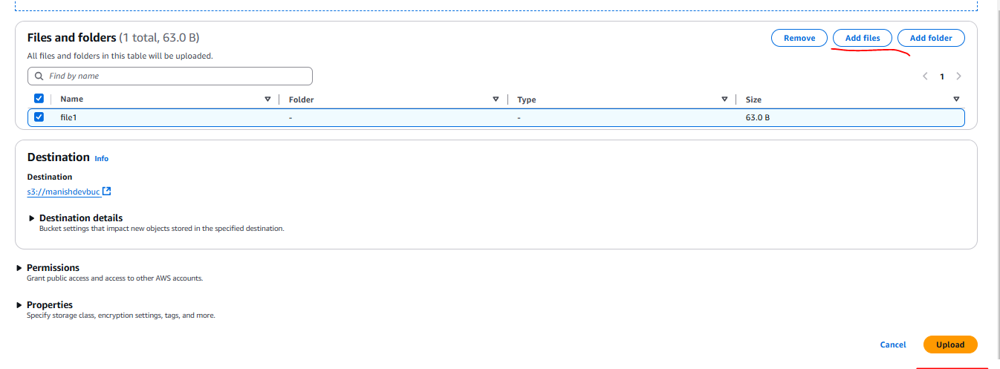 Files and folders (1 total, 63.0 B)
Remove
Add files
Add folder
All files and folders in this table will be uploaded.
Find by name
1
Name Folder Type Size
file1 - - 63.0 B
Destination Info
Destination
s3://manishdevbuc
Destination details
Bucket settings that impact new objects stored in the specified destination.
Permissions
Grant public access and access to other AWS accounts.
Properties
Specify storage class, encryption settings, tags, and more.
Cancel
Upload